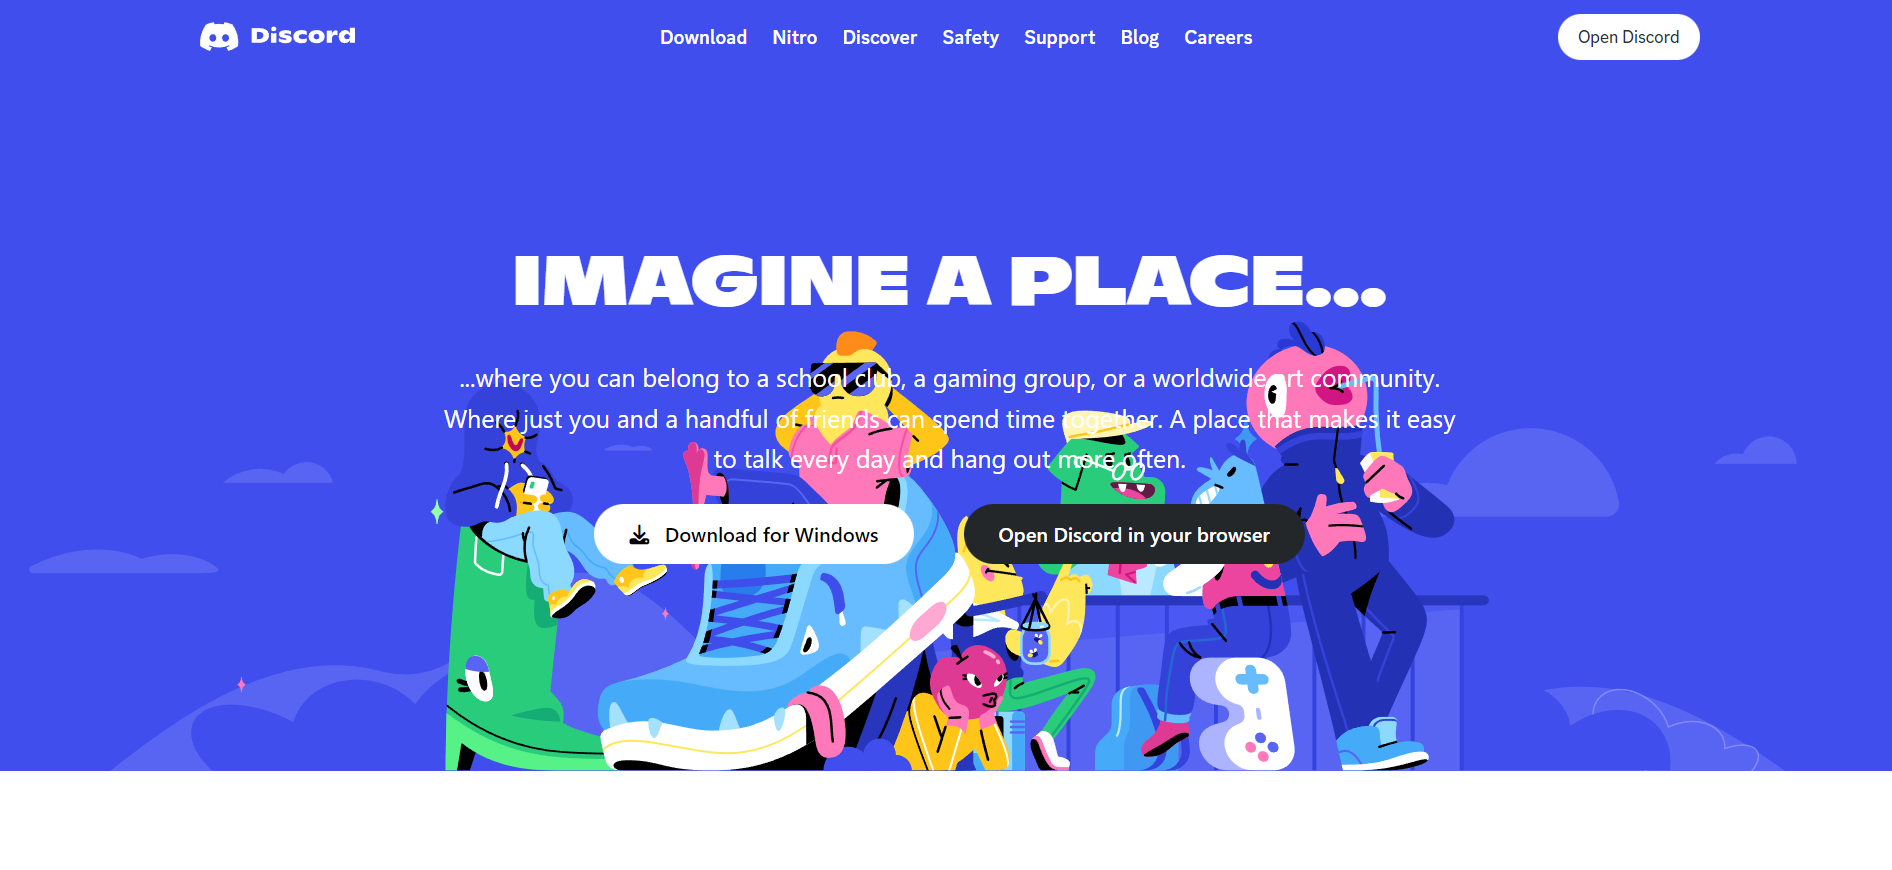 Discord
Download Nitro Discover Safety Support Blog Careers
Open Discord
IMAGINE A PLACE...
...where you can belong to a school club, a gaming group, or a worldwide art community.
Where just you and a handful of friends can spend time together. A place that makes it easy
to talk every day and hang out more often.
Download for Windows
Open Discord in your browser